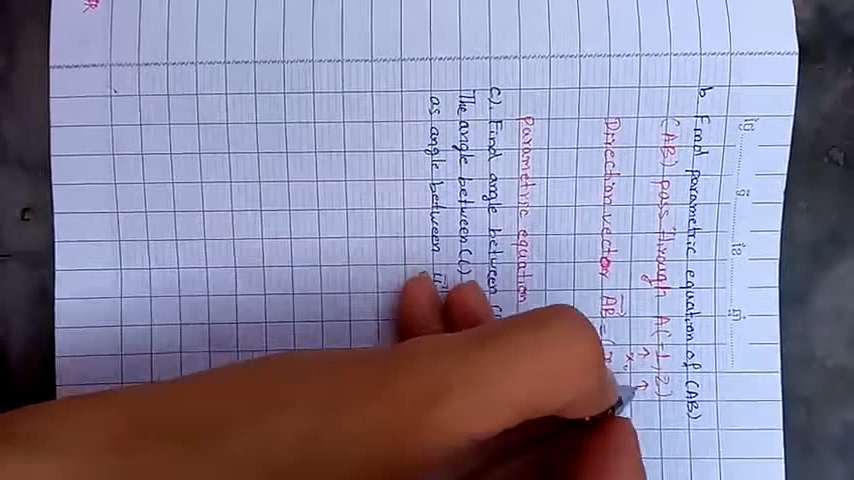 b. Find parametric equation of (AB)
(AB) pass through A(-1,2)
x₀
Direction vector AB = (
parametric equation
c). Find angle between
The angle between (L)
as angle between